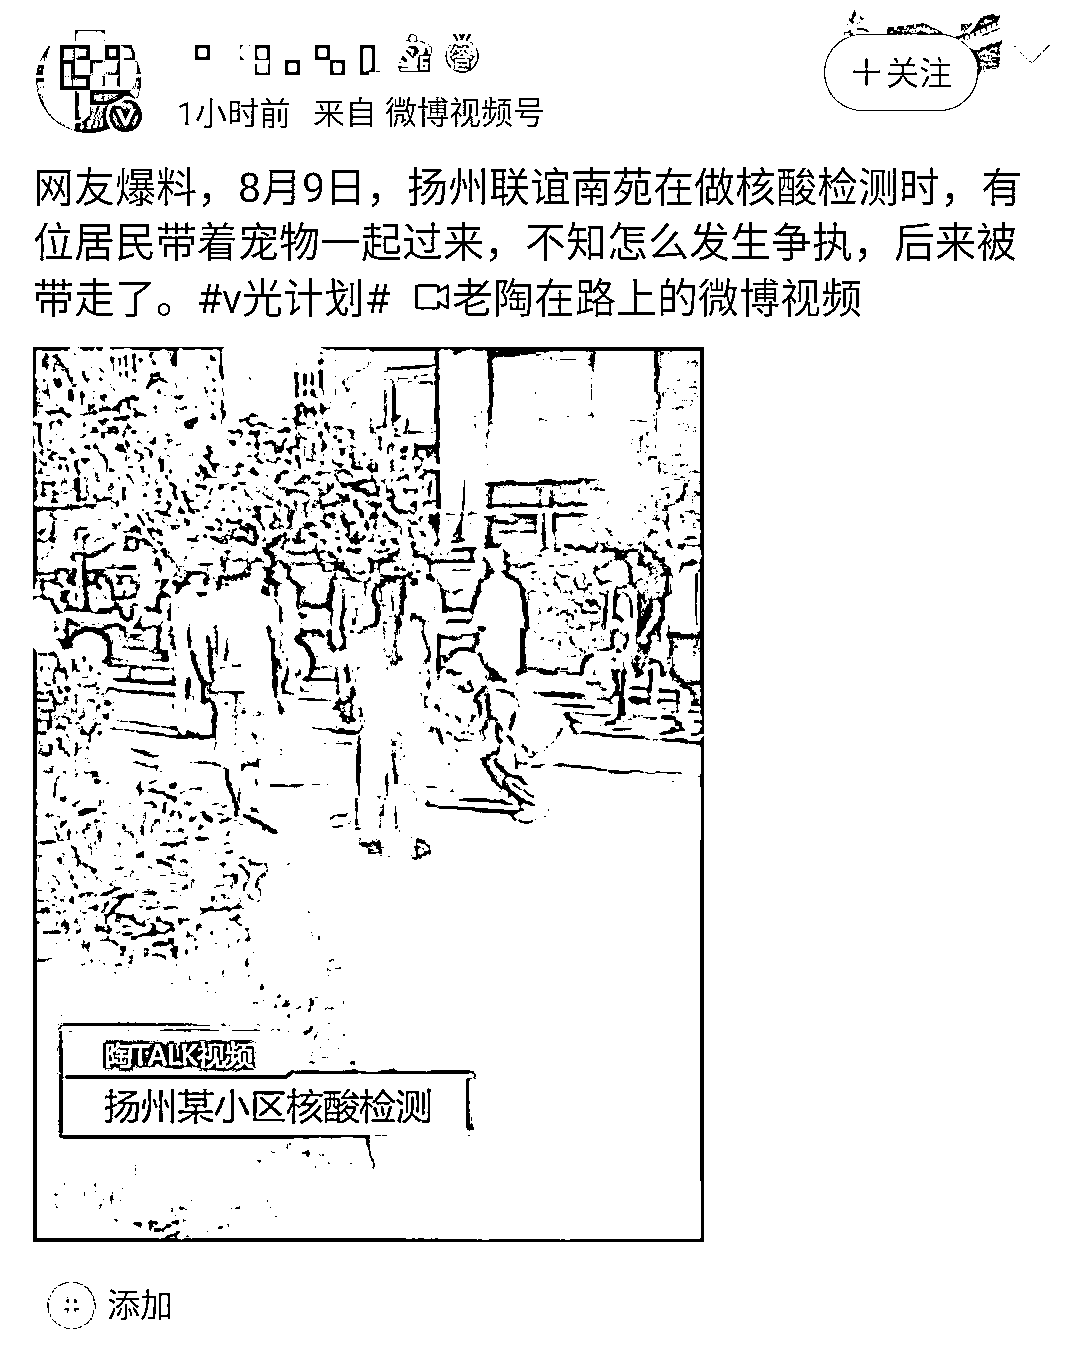 1小时前 来自 微博视频号
+关注
网友爆料，8月9日，扬州联谊南苑在做核酸检测时，有
位居民带着宠物一起过来，不知怎么发生争执，后来被
带走了。#v光计划# 老陶在路上的微博视频
陶TALK视频
扬州某小区核酸检测
添加